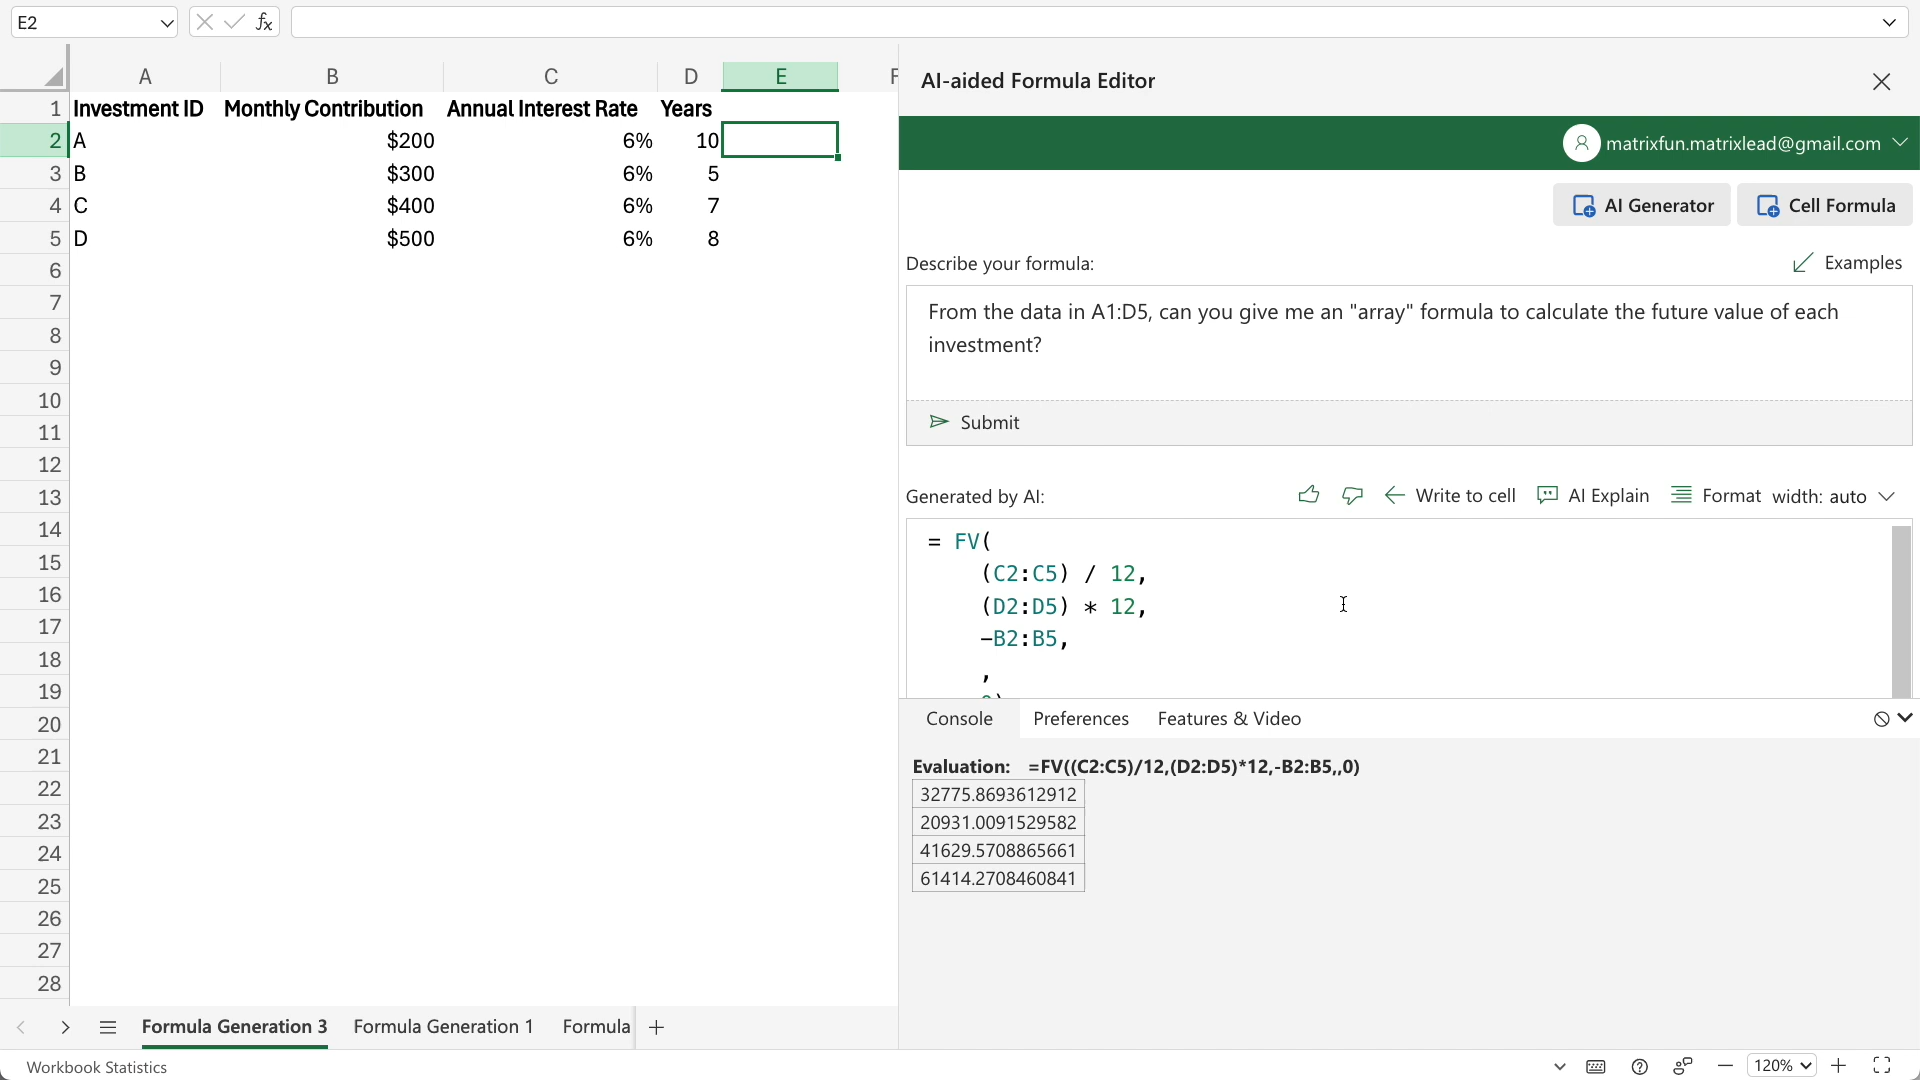 E2
fx
A B C D E F
1 Investment ID Monthly Contribution Annual Interest Rate Years
2 A $200 6% 10
3 B $300 6% 5
4 C $400 6% 7
5 D $500 6% 8
6
7
8
9
10
11
12
13
14
15
16
17
18
19
20
21
22
23
24
25
26
27
28
Formula Generation 3 Formula Generation 1 Formula
Workbook Statistics
AI-aided Formula Editor
matrixfun.matrixlead@gmail.com
AI Generator Cell Formula
Describe your formula: Examples
From the data in A1:D5, can you give me an "array" formula to calculate the future value of each
investment?
Submit
Generated by AI: Write to cell AI Explain Format width: auto
= FV(
(C2:C5) / 12,
(D2:D5) * 12,
-B2:B5,
,
Console Preferences Features & Video
Evaluation: =FV((C2:C5)/12,(D2:D5)*12,-B2:B5,,0)
32775.8693612912
20931.0091529582
41629.5708865661
61414.2708460841
120%